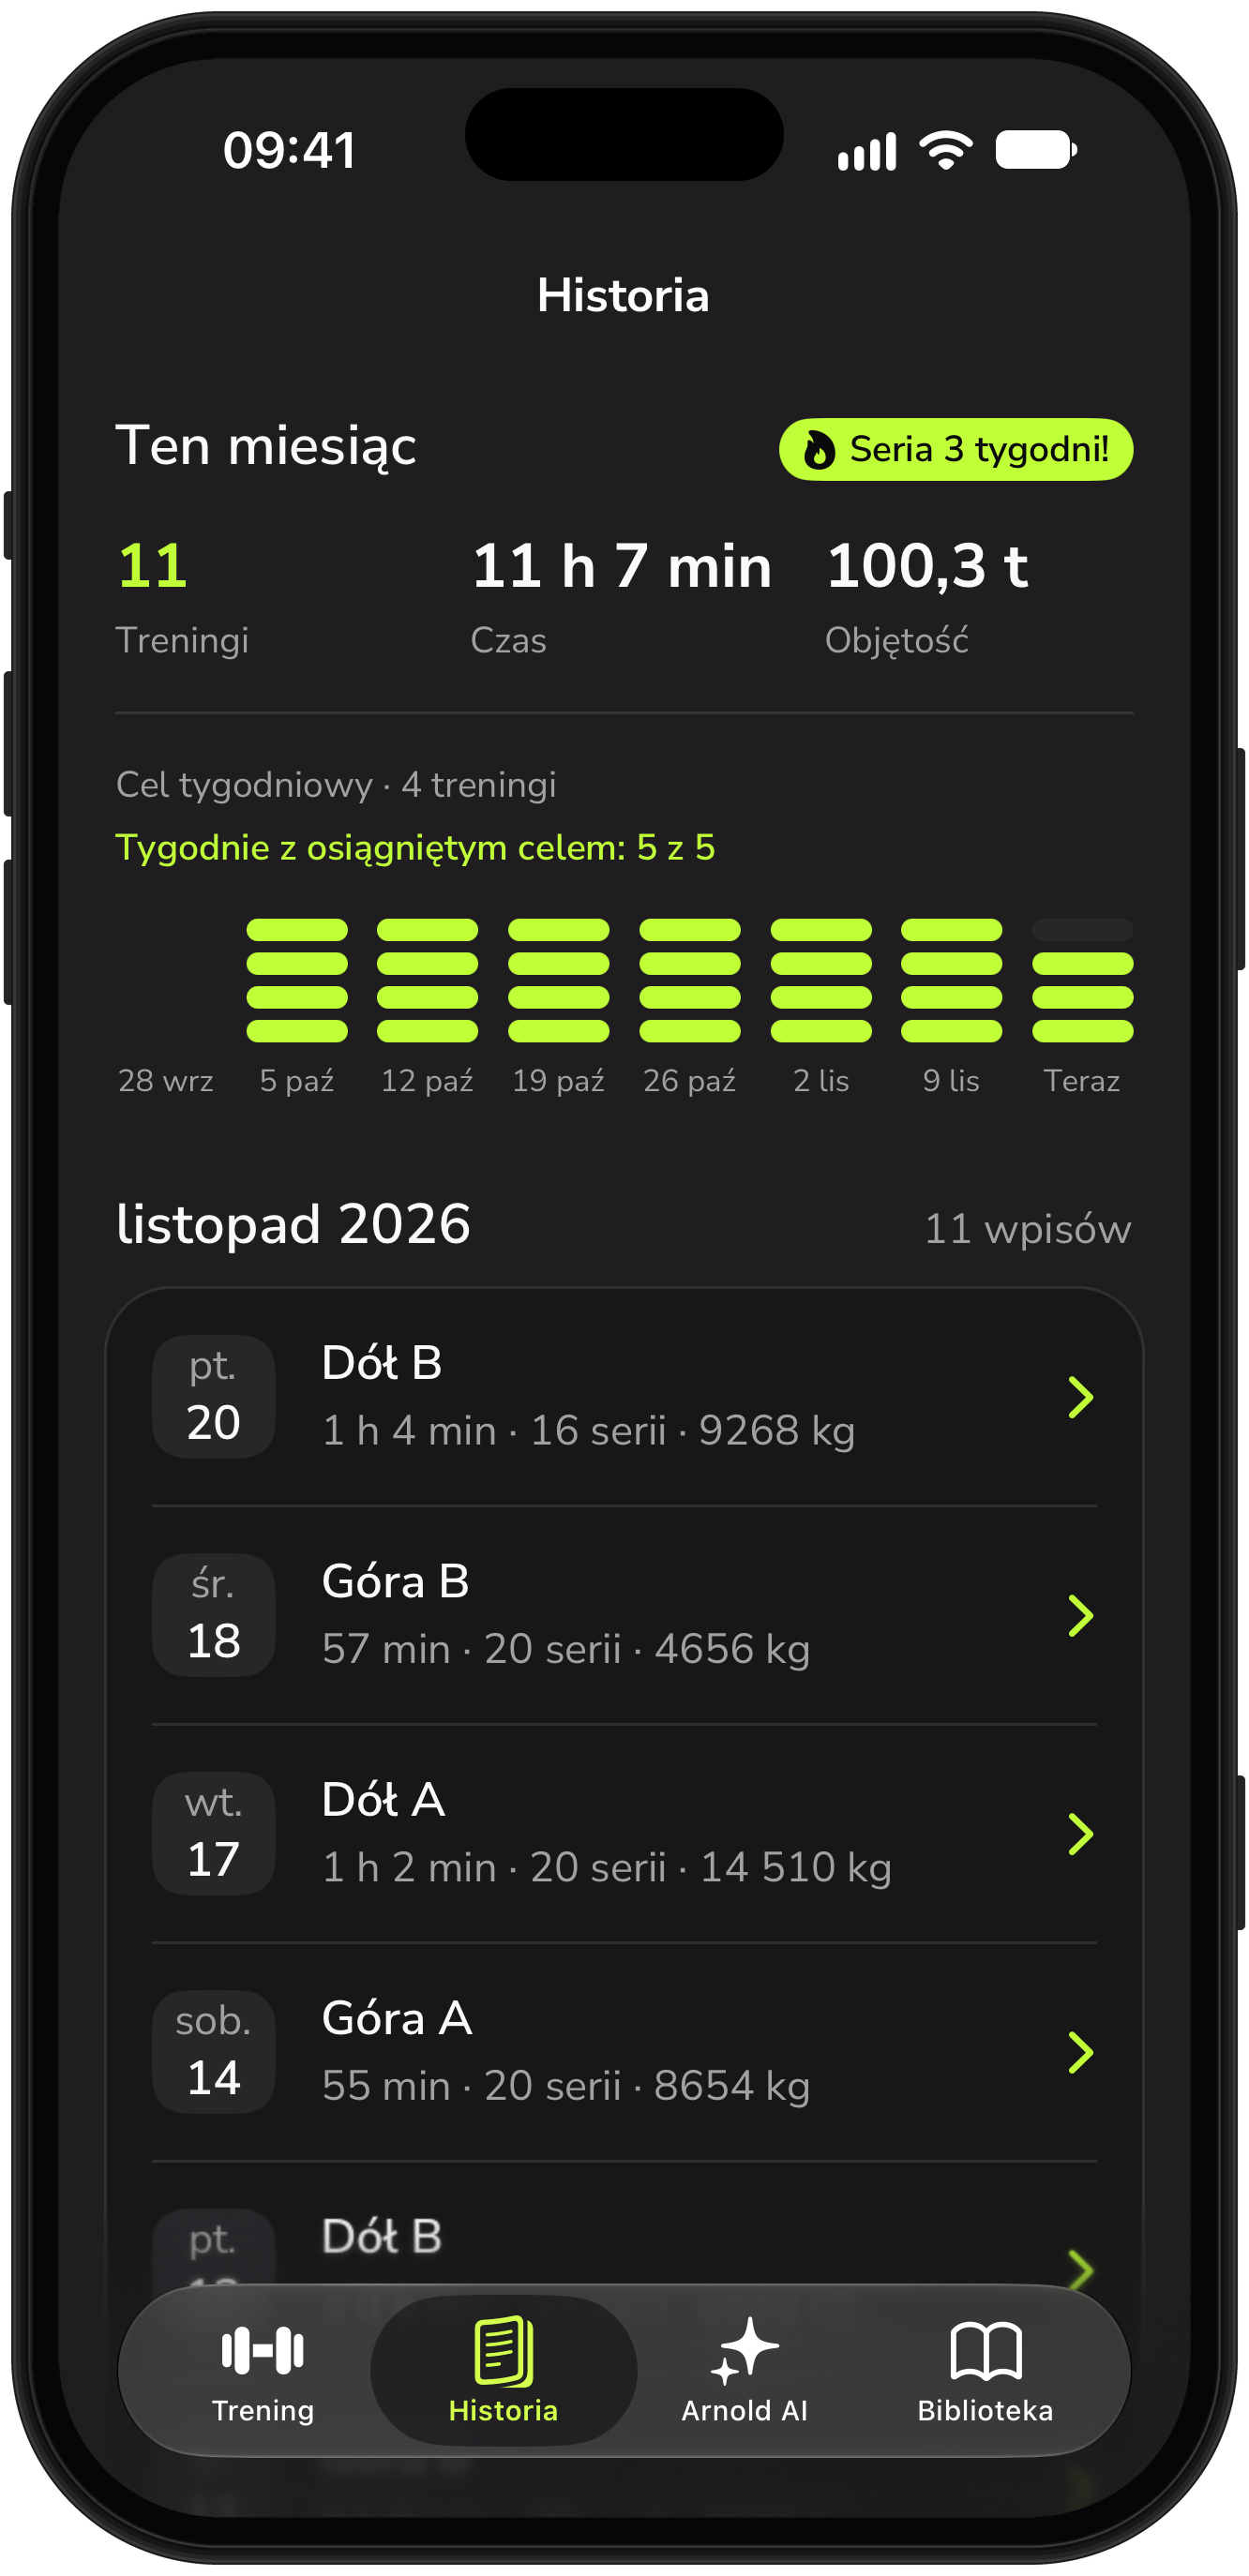 09:41
Historia
Ten miesiąc
Seria 3 tygodni!
11
11 h 7 min
100,3 t
Treningi
Czas
Objętość
Cel tygodniowy · 4 treningi
Tygodnie z osiągniętym celem: 5 z 5
28 wrz
5 paź
12 paź
19 paź
26 paź
2 lis
9 lis
Teraz
listopad 2026
11 wpisów
pt.
20
Dół B
1 h 4 min · 16 serii · 9268 kg
śr.
18
Góra B
57 min · 20 serii · 4656 kg
wt.
17
Dół A
1 h 2 min · 20 serii · 14 510 kg
sob.
14
Góra A
55 min · 20 serii · 8654 kg
pt.
Dół B
Trening
Historia
Arnold AI
Biblioteka